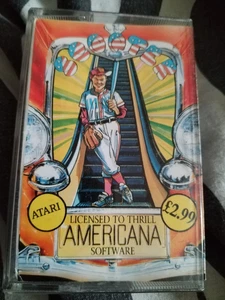 ATARI
LICENSED TO THRILL
£2.99
AMERICANA
SOFTWARE